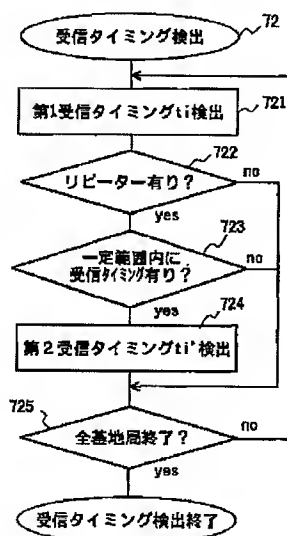 受信タイミング検出
72
第1受信タイミングti検出
721
722
リピーター有り?
no
yes
723
一定範囲内に
受信タイミング有り?
no
yes
724
第2受信タイミングti'検出
725
全基地局終了?
no
yes
受信タイミング検出終了